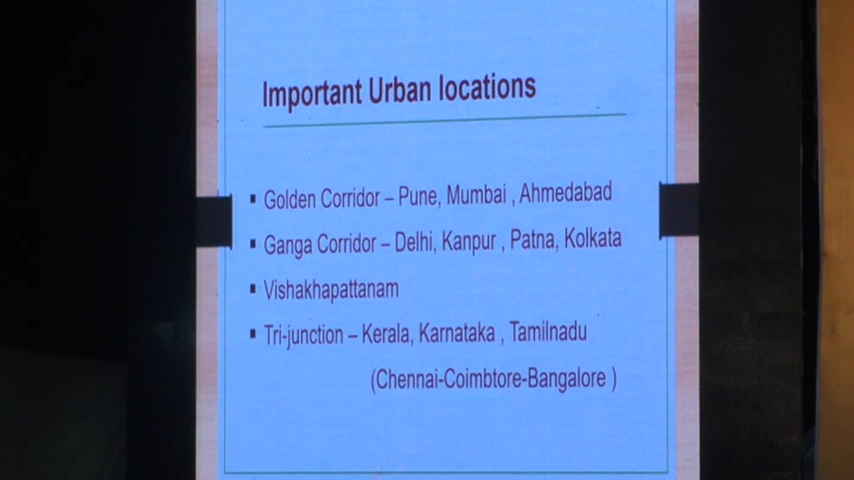 Important Urban locations
▪ Golden Corridor – Pune, Mumbai , Ahmedabad
▪ Ganga Corridor – Delhi, Kanpur , Patna, Kolkata
▪ Vishakhapattanam
▪ Tri-junction – Kerala, Karnataka , Tamilnadu
(Chennai-Coimbtore-Bangalore )